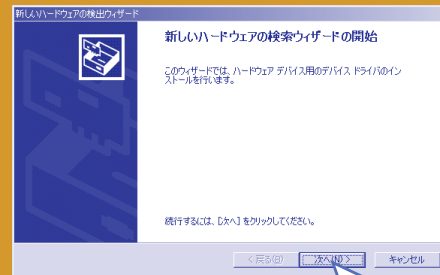 新しいハードウェアの検出ウィザード
新しいハードウェアの検索ウィザードの開始
このウィザードでは、ハードウェア デバイス用のデバイス ドライバのイン
ストールを行います。
続行するには、[次へ] をクリックしてください。
< 戻る(B) 次へ(N) > キャンセル